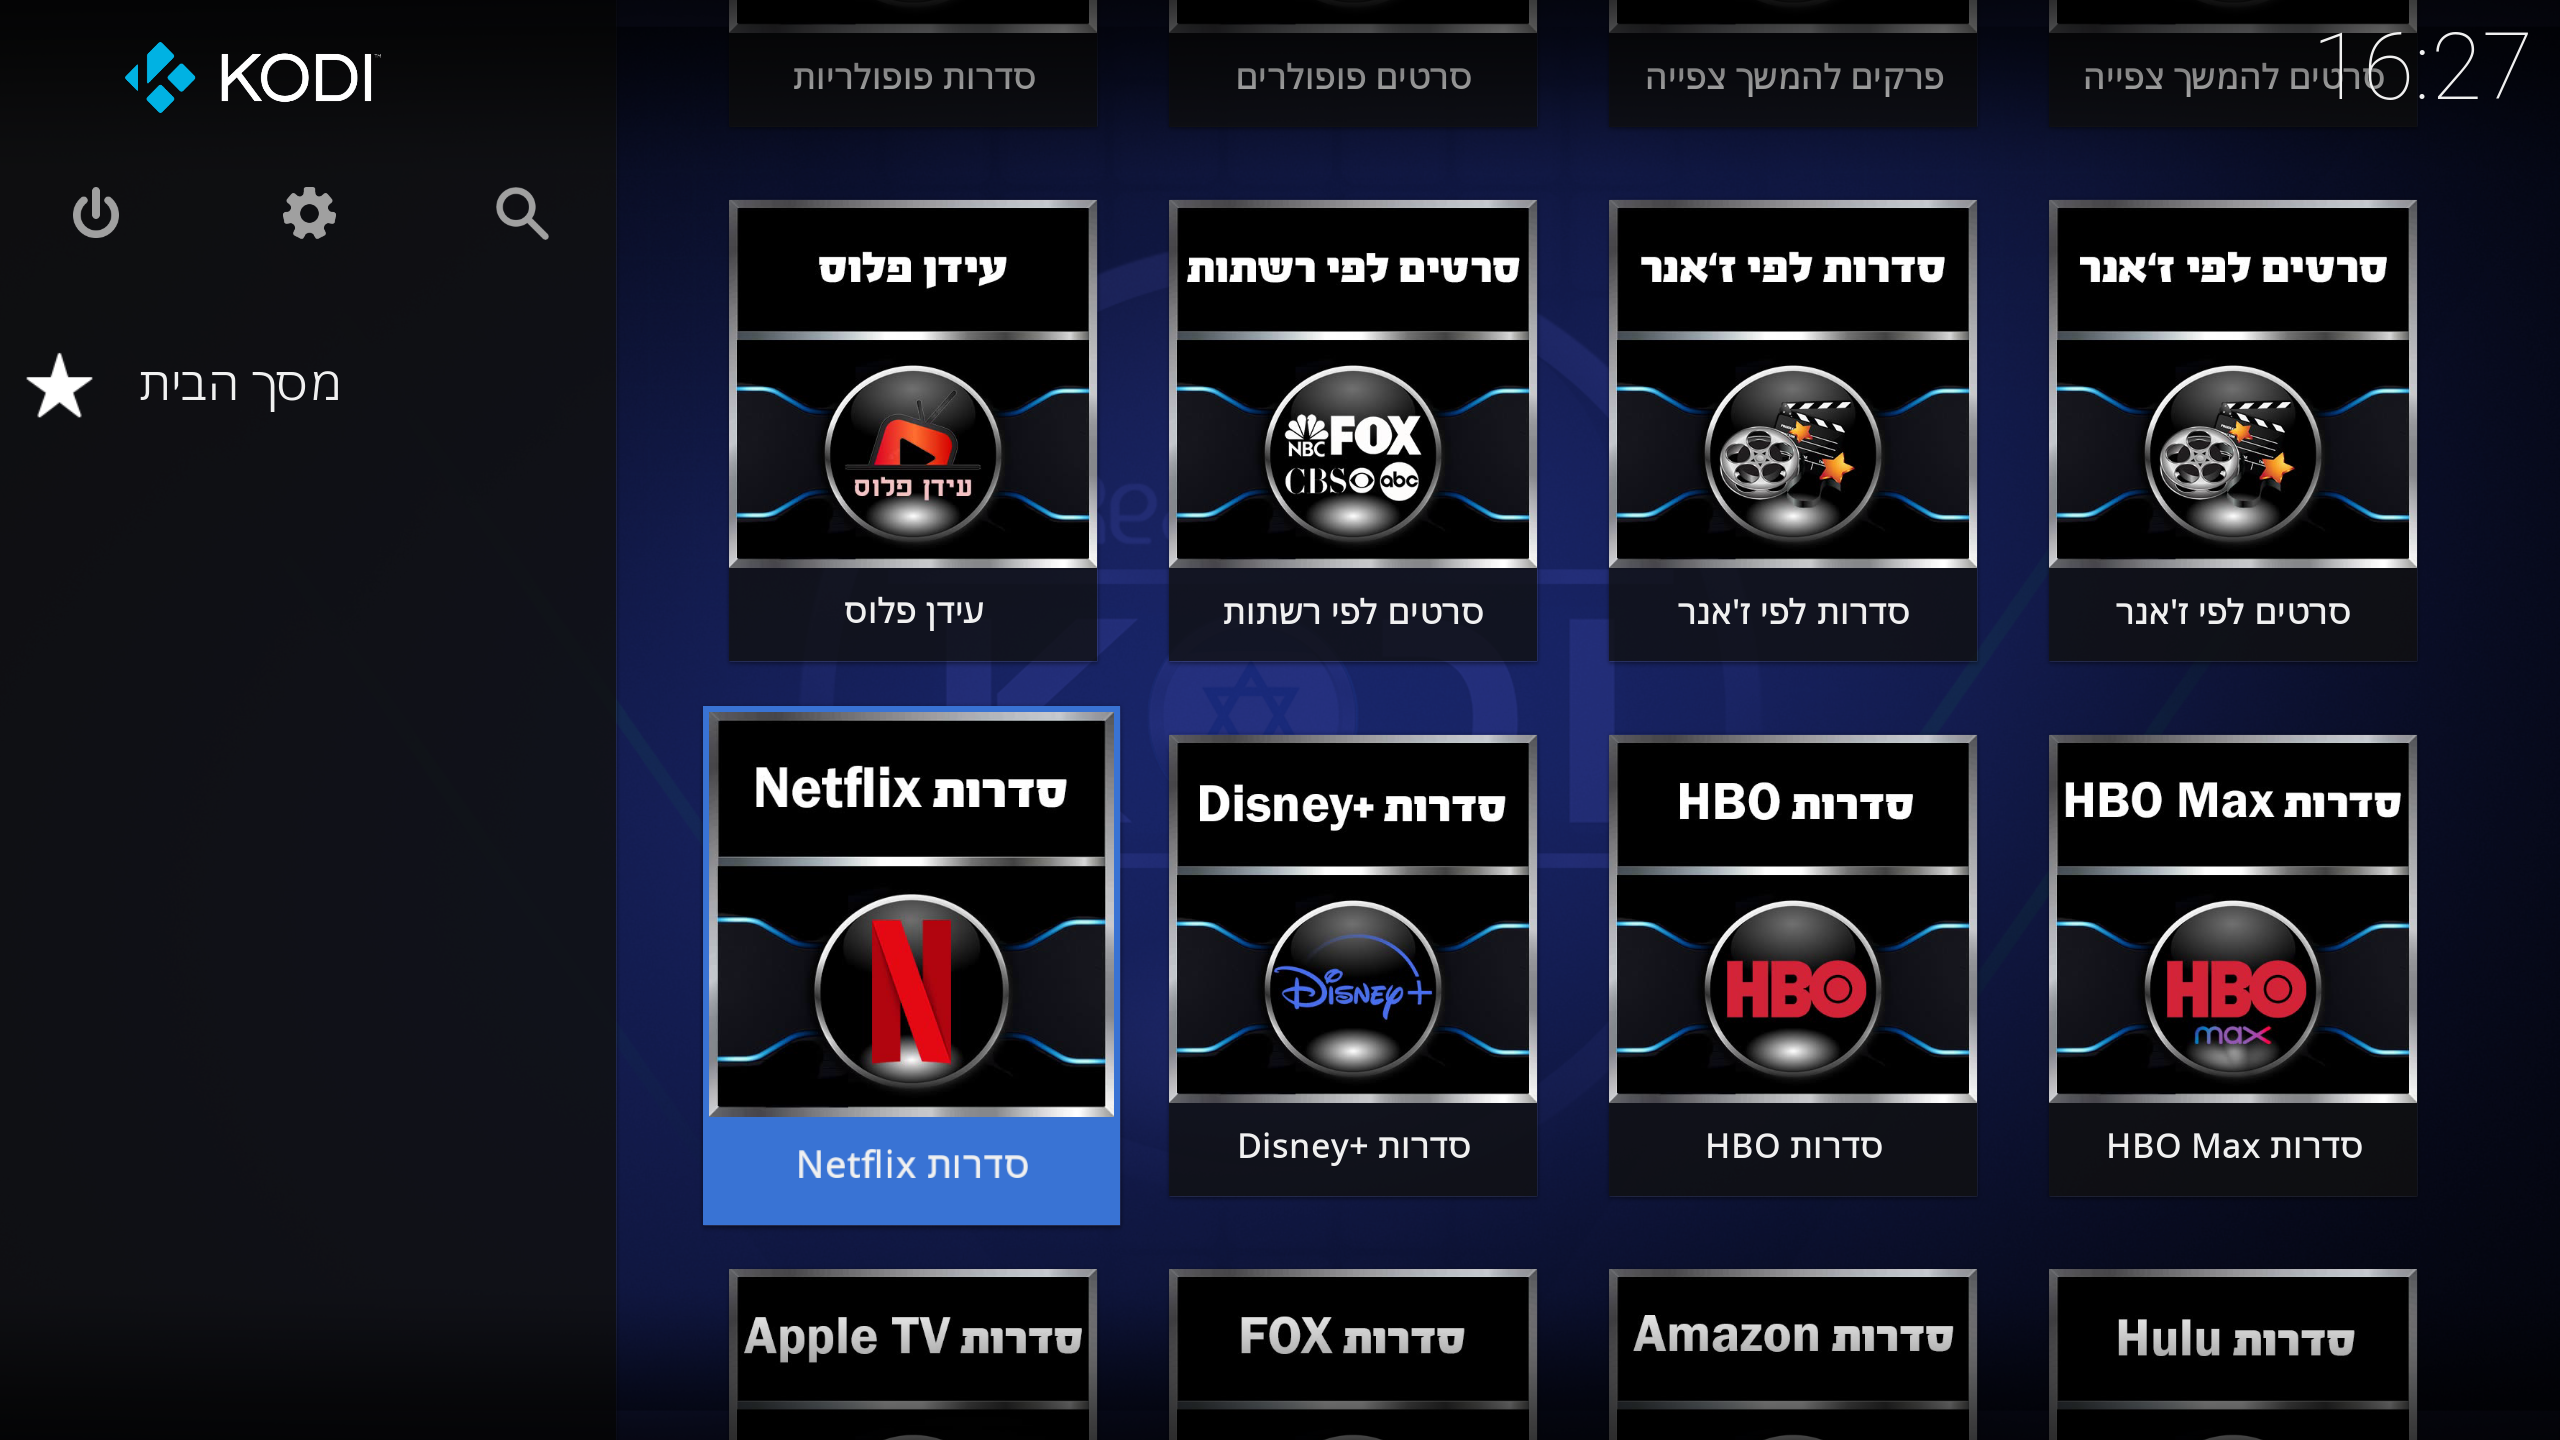 KODI
16:27
מסך הבית
סרטים להמשך צפייה
פרקים להמשך צפייה
סרטים פופולרים
סדרות פופולריות
סרטים לפי ז'אנר
סדרות לפי ז'אנר
סרטים לפי רשתות
עידן פלוס
NBC FOX
CBS abc
עידן פלוס
סרטים לפי ז'אנר
סדרות לפי ז'אנר
סרטים לפי רשתות
עידן פלוס
סדרות HBO Max
סדרות HBO
סדרות Disney+
סדרות Netflix
HBO
max
HBO
Disney+
N
סדרות HBO Max
סדרות HBO
סדרות Disney+
סדרות Netflix
סדרות Hulu
סדרות Amazon
סדרות FOX
סדרות Apple TV
KODI